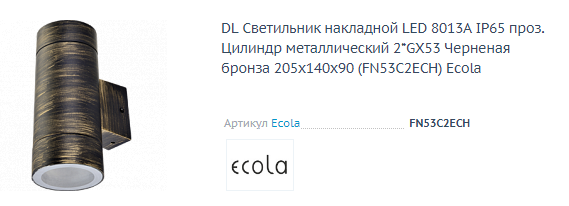 DL Светильник накладной LED 8013A IP65 проз.
Цилиндр металлический 2*GX53 Черненая
бронза 205x140x90 (FN53C2ECH) Ecola
Артикул Ecola FN53C2ECH
ecola